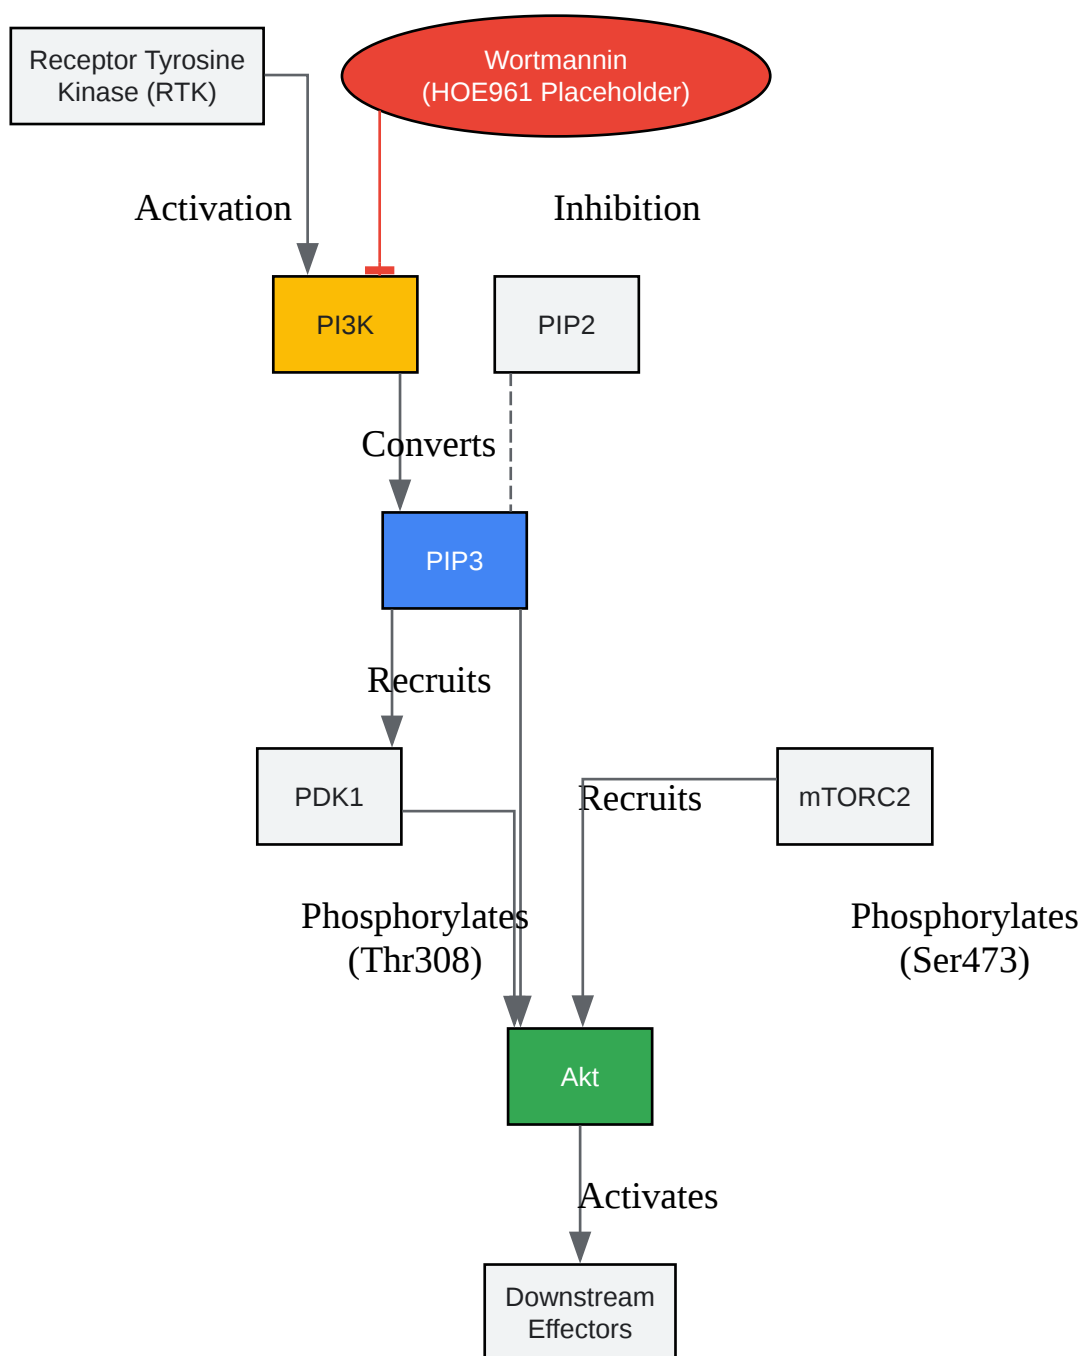 Receptor Tyrosine
Kinase (RTK)
Wortmannin
(HOE961 Placeholder)
Activation
Inhibition
PI3K
PIP2
Converts
PIP3
Recruits
PDK1
Recruits
mTORC2
Phosphorylates
(Thr308)
Phosphorylates
(Ser473)
Akt
Activates
Downstream
Effectors